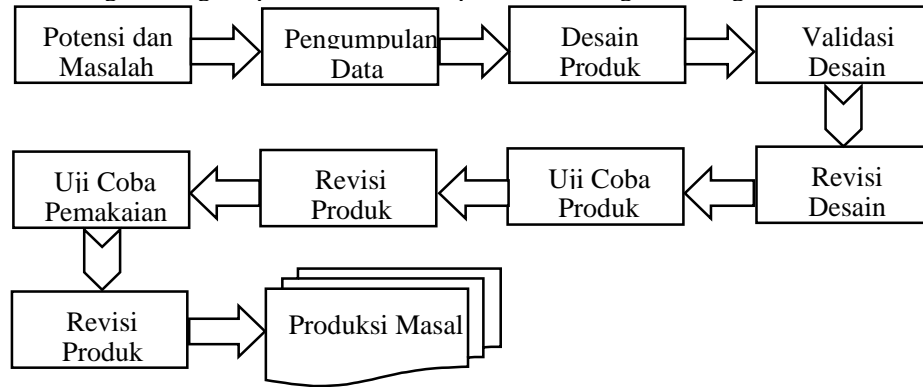 Potensi dan
Masalah
Pengumpulan
Data
Desain
Produk
Validasi
Desain
Uji Coba
Pemakaian
Revisi
Produk
Uji Coba
Produk
Revisi
Desain
Revisi
Produk
Produksi Masal